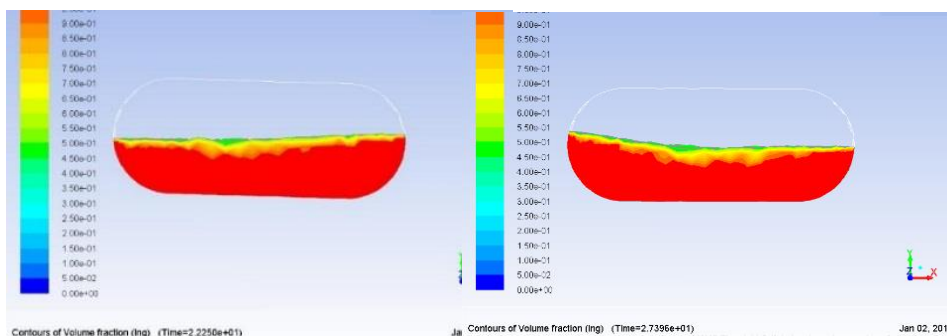 9.00e-01
8.50e-01
8.00e-01
7.50e-01
7.00e-01
6.50e-01
6.00e-01
5.50e-01
5.00e-01
4.50e-01
4.00e-01
3.50e-01
3.00e-01
2.50e-01
2.00e-01
1.50e-01
1.00e-01
5.00e-02
0.00e+00
Contours of Volume fraction (lng) (Time=2.2250e+01)
Ja
9.00e-01
8.50e-01
8.00e-01
7.50e-01
7.00e-01
6.50e-01
6.00e-01
5.50e-01
5.00e-01
4.50e-01
4.00e-01
3.50e-01
3.00e-01
2.50e-01
2.00e-01
1.50e-01
1.00e-01
5.00e-02
0.00e+00
Y
Z
X
Contours of Volume fraction (lng) (Time=2.7396e+01)
Jan 02, 201